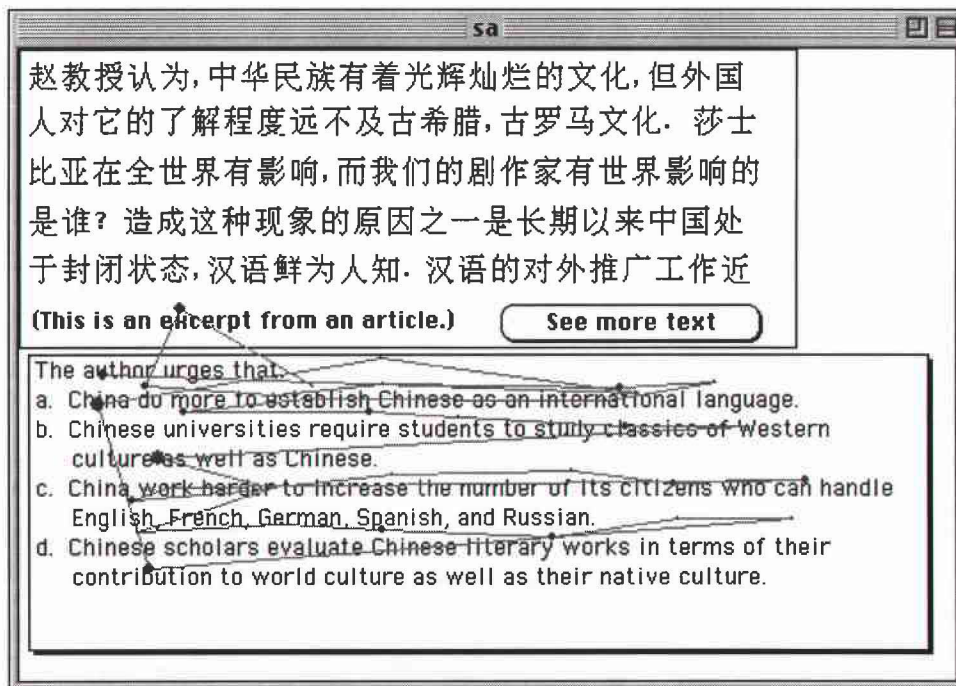 sa
赵教授认为,中华民族有着光辉灿烂的文化,但外国
人对它的了解程度远不及古希腊,古罗马文化. 莎士
比亚在全世界有影响,而我们的剧作家有世界影响的
是谁? 造成这种现象的原因之一是长期以来中国处
于封闭状态,汉语鲜为人知. 汉语的对外推广工作近
(This is an excerpt from an article.) See more text
The author urges that:
a. China do more to establish Chinese as an international language.
b. Chinese universities require students to study classics of Western
culture as well as Chinese.
c. China work harder to increase the number of its citizens who can handle
English, French, German, Spanish, and Russian.
d. Chinese scholars evaluate Chinese literary works in terms of their
contribution to world culture as well as their native culture.